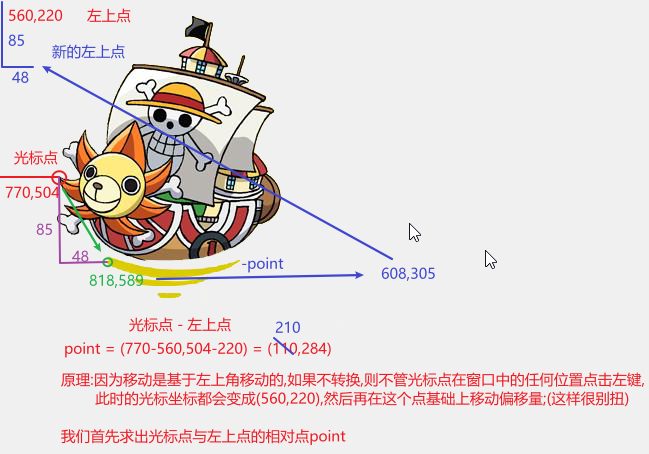 560,220 左上点
85
新的左上点
48
光标点
770,504
85
48
-point
818,589
608,305
光标点 - 左上点
210
point = (770-560,504-220) = (110,284)
原理:因为移动是基于左上角移动的,如果不转换,则不管光标点在窗口中的任何位置点击左键,
此时的光标坐标都会变成(560,220),然后再在这个点基础上移动偏移量;(这样很别扭)
我们首先求出光标点与左上点的相对点point